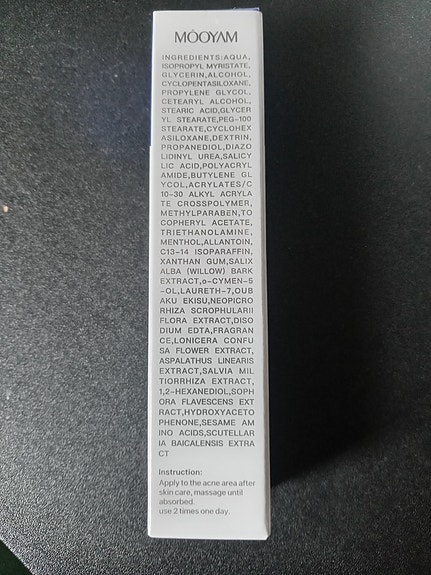 MOOYAM
INGREDIENTS:AQUA,
ISOPROPYL MYRISTATE,
GLYCERIN,ALCOHOL,
CYCLOPENTASILOXANE,
PROPYLENE GLYCOL,
CETEARYL ALCOHOL,
STEARIC ACID,GLYCER
YL STEARATE,PEG-100
STEARATE,CYCLOHEX
ASILOXANE,DEXTRIN,
PROPANEDIOL,DIAZO
LIDINYL UREA,SALICY
LIC ACID,POLYACRYL
AMIDE,BUTYLENE GL
YCOL,ACRYLATES/C
10-30 ALKYL ACRYLA
TE CROSSPOLYMER,
METHYLPARABEN,TO
COPHERYL ACETATE,
TRIETHANOLAMINE,
MENTHOL,ALLANTOIN,
C13-14 ISOPARAFFIN,
XANTHAN GUM,SALIX
ALBA (WILLOW) BARK
EXTRACT,o-CYMEN-5
-OL,LAURETH-7,OUB
AKU EKISU,NEOPICRO
RHIZA SCROPHULARII
FLORA EXTRACT,DISO
DIUM EDTA,FRAGRAN
CE,LONICERA CONFU
SA FLOWER EXTRACT,
ASPALATHUS LINEARIS
EXTRACT,SALVIA MIL
TIORRHIZA EXTRACT,
1,2-HEXANEDIOL,SOPH
ORA FLAVESCENS EXT
RACT,HYDROXYACETO
PHENONE,SESAME AM
INO ACIDS,SCUTELLAR
IA BAICALENSIS EXTRA
CT
Instruction:
Apply to the acne area after
skin care, massage until
absorbed.
use 2 times one day.